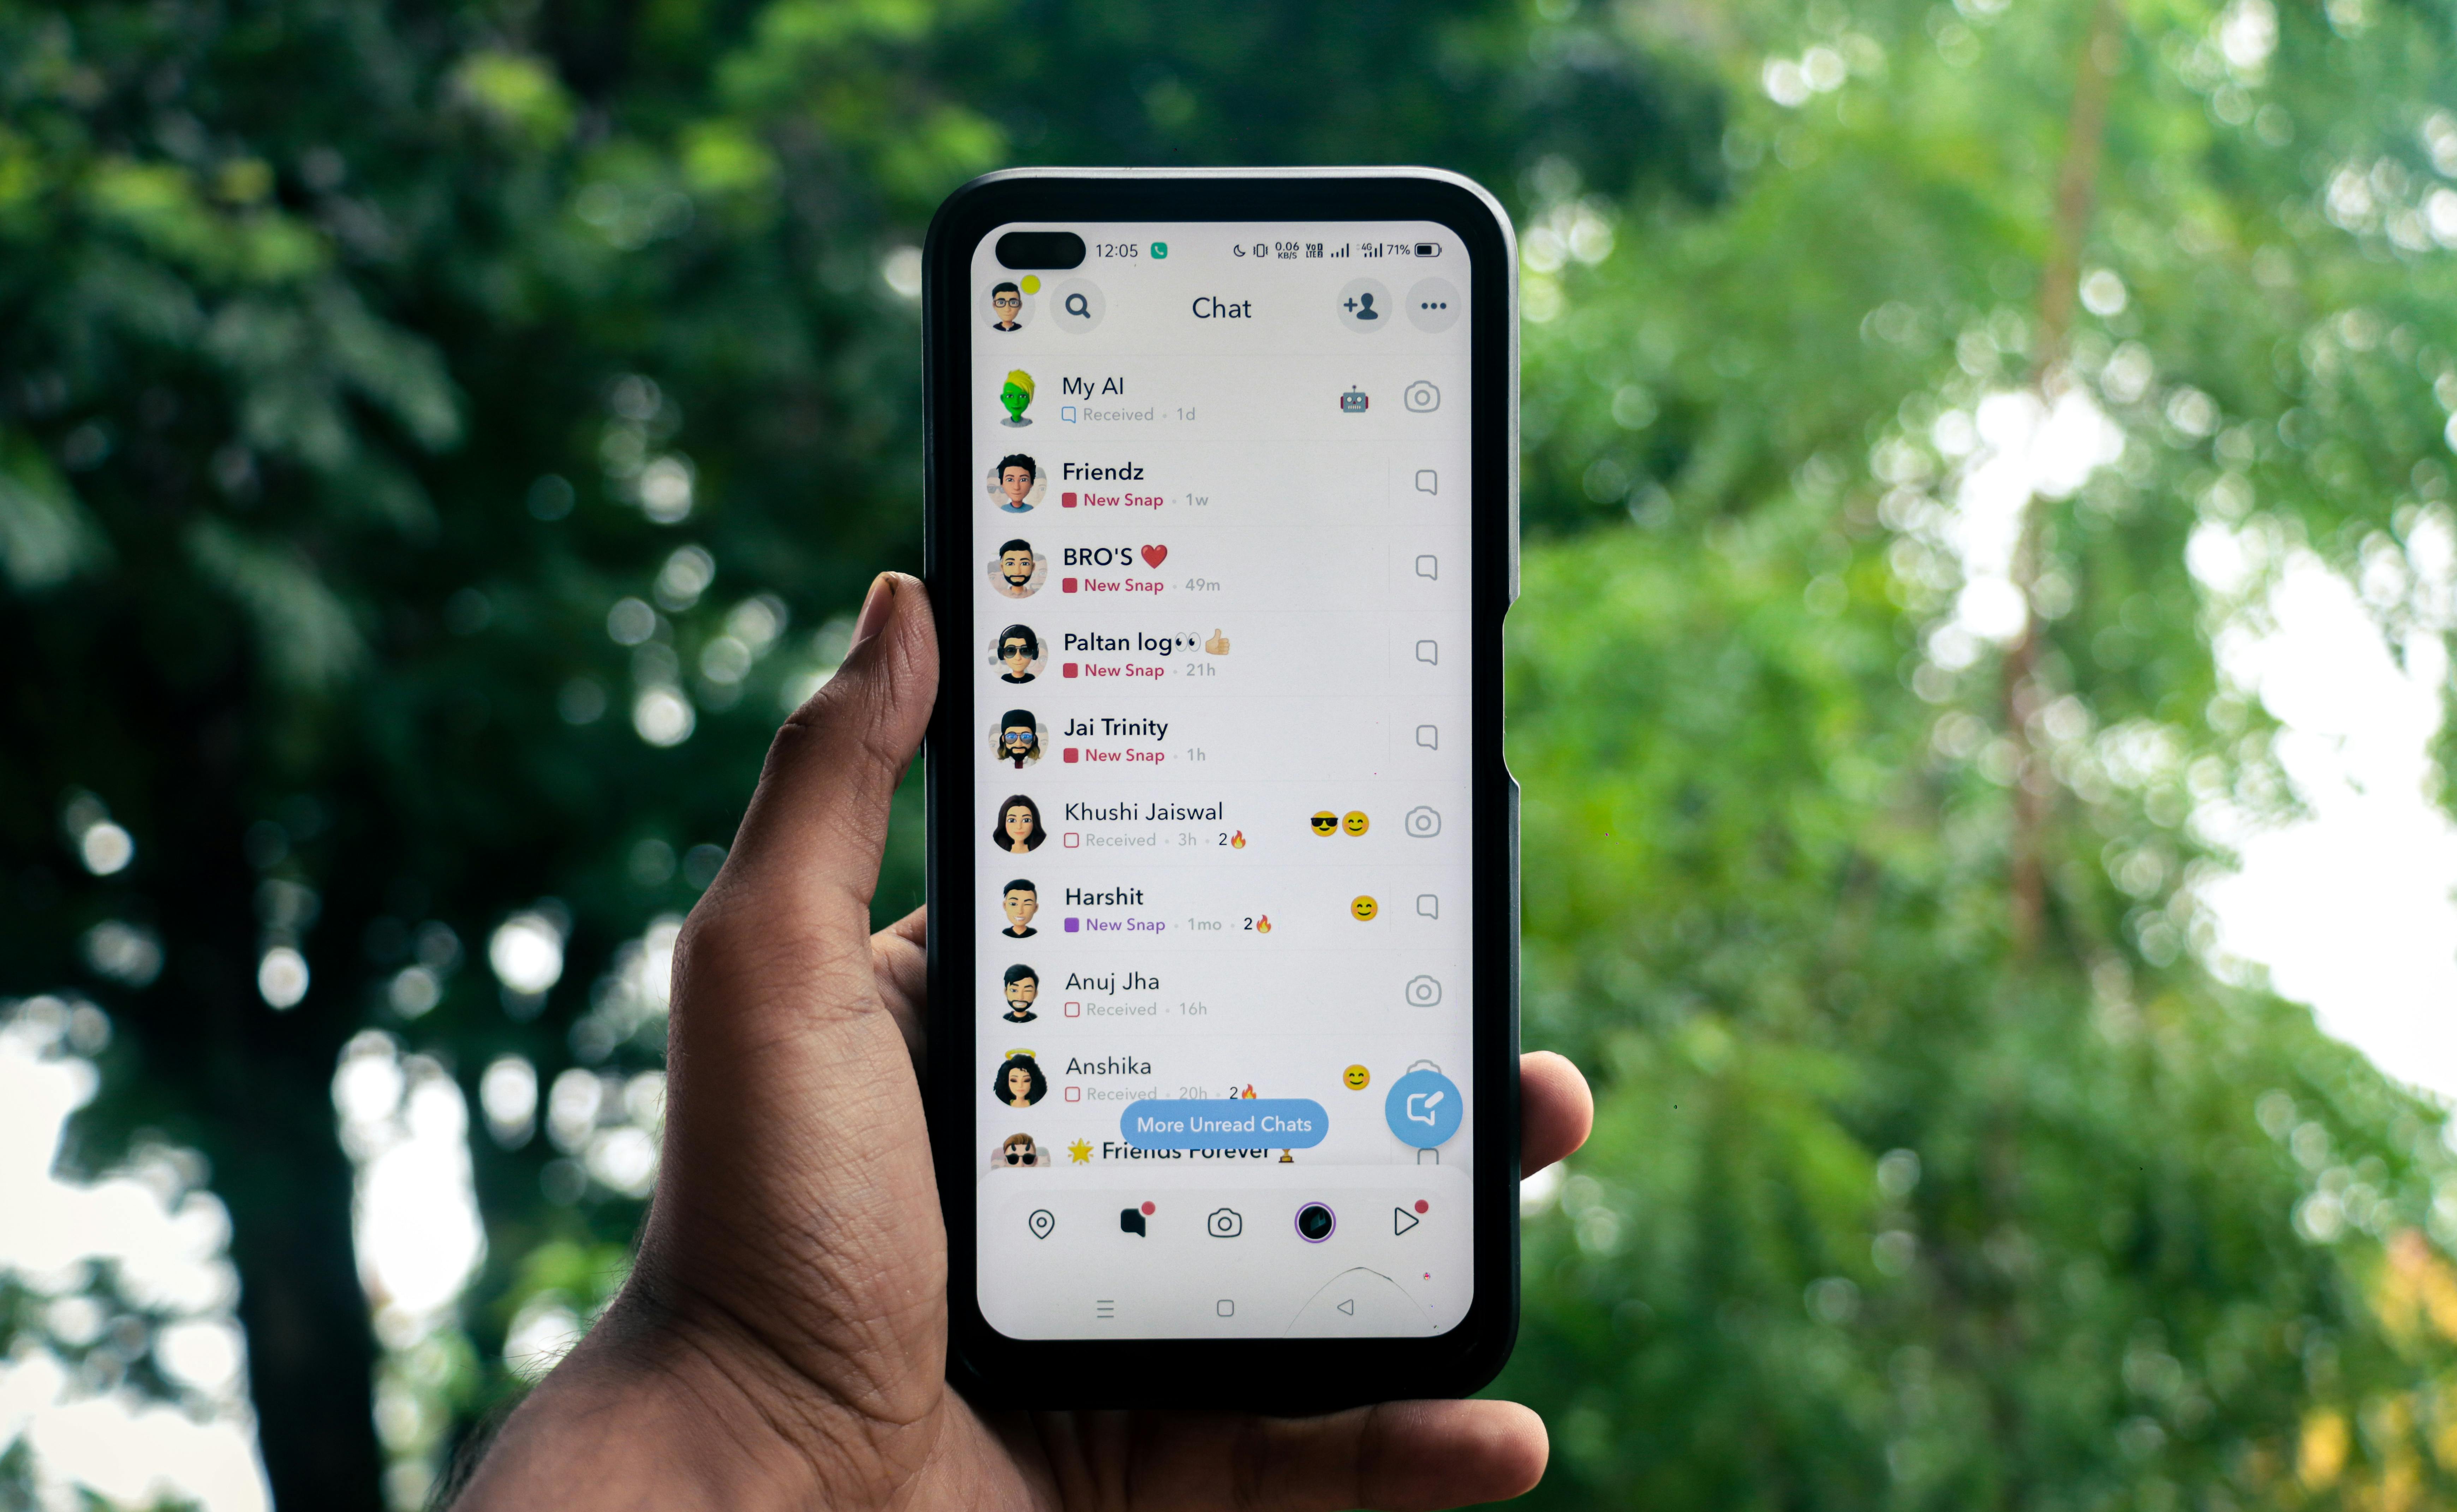 12:05 0.06 KB/S Vo LTE 4G 71%
Chat
My AI
Received • 1d
Friendz
New Snap • 1w
BRO'S ❤️
New Snap • 49m
Paltan log👀👍🏼
New Snap • 21h
Jai Trinity
New Snap • 1h
Khushi Jaiswal
Received • 3h • 2🔥
Harshit
New Snap • 1mo • 2🔥
Anuj Jha
Received • 16h
Anshika
Received • 20h • 2🔥
More Unread Chats
🌟 Friends Forever